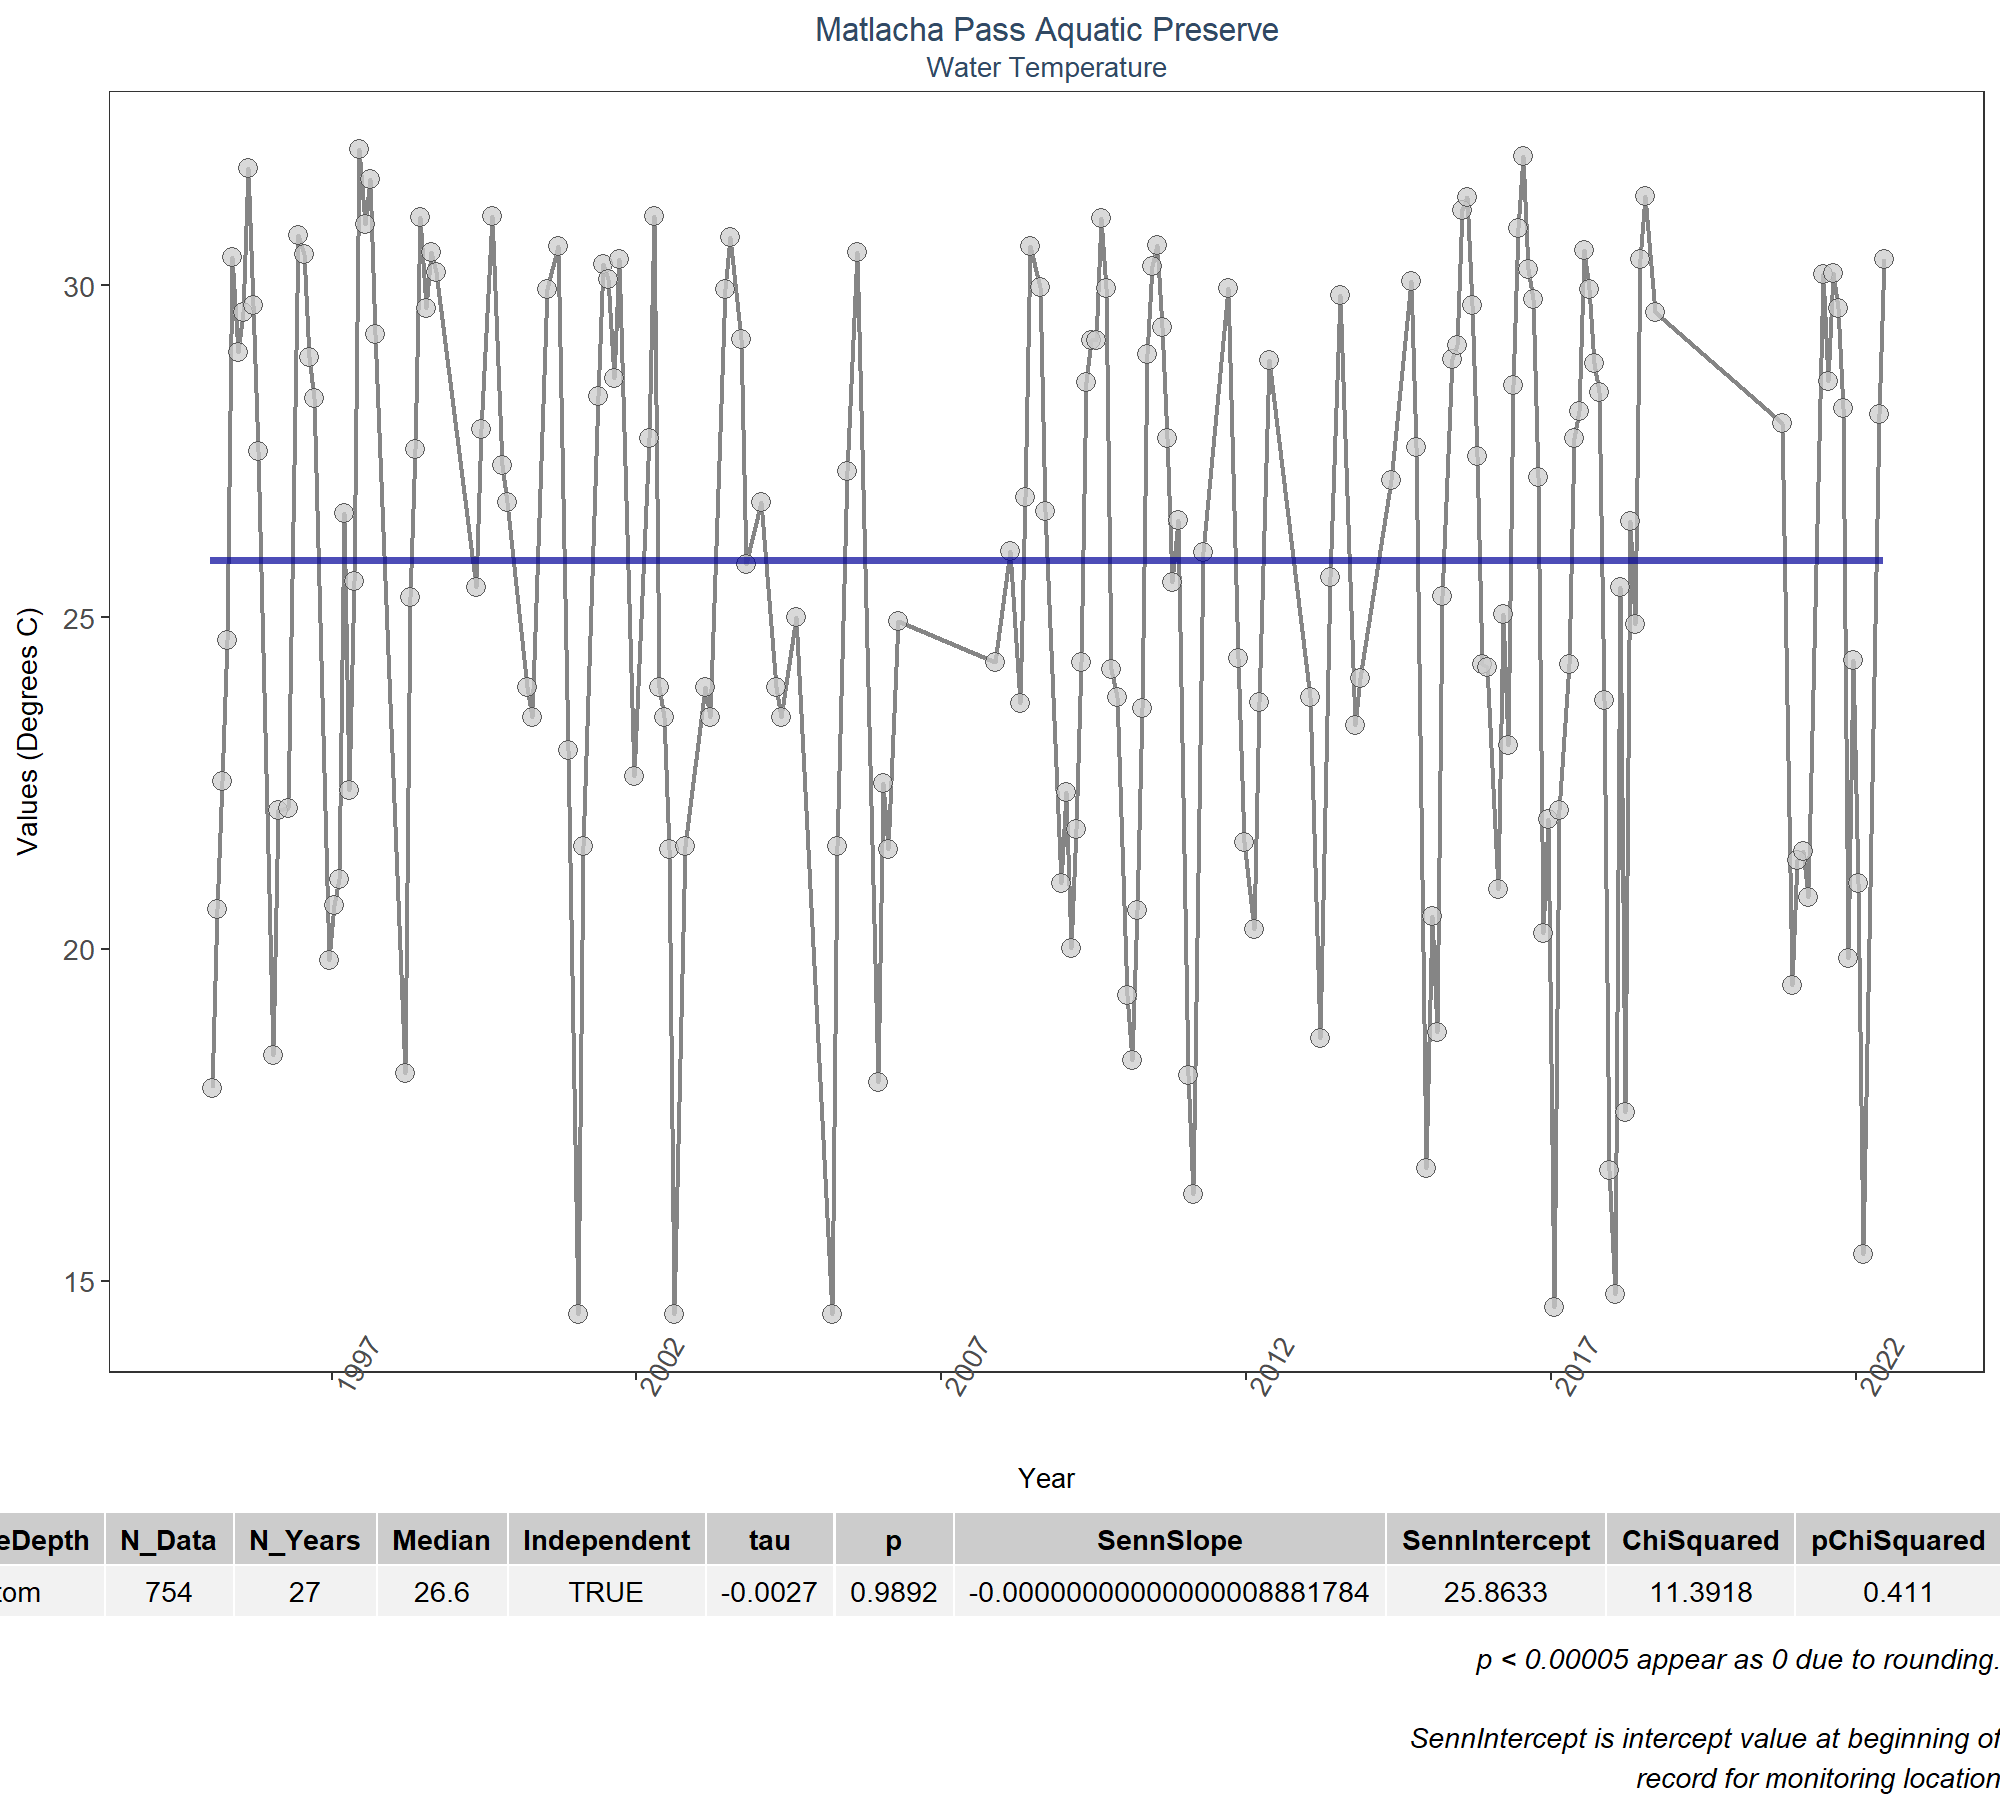 Matlacha Pass Aquatic Preserve
Water Temperature
Values (Degrees C)
30
25
20
15
1997 2002 2007 2012 2017 2022
Year
eDepth N_Data N_Years Median Independent tau p SennSlope SennIntercept ChiSquared pChiSquared
tom 754 27 26.6 TRUE -0.0027 0.9892 -0.00000000000000008881784 25.8633 11.3918 0.411
p < 0.00005 appear as 0 due to rounding.
SennIntercept is intercept value at beginning of
record for monitoring location